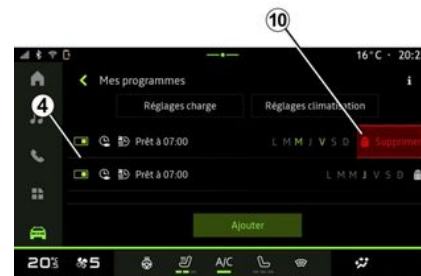 10
16°C · 20:2
4
Mes programmes
i
Réglages charge
Réglages climatisation
Prêt à 07:00
L M M J V S D
Supprimer
Prêt à 07:00
L M M J V S D
Ajouter
20°
5
A/C